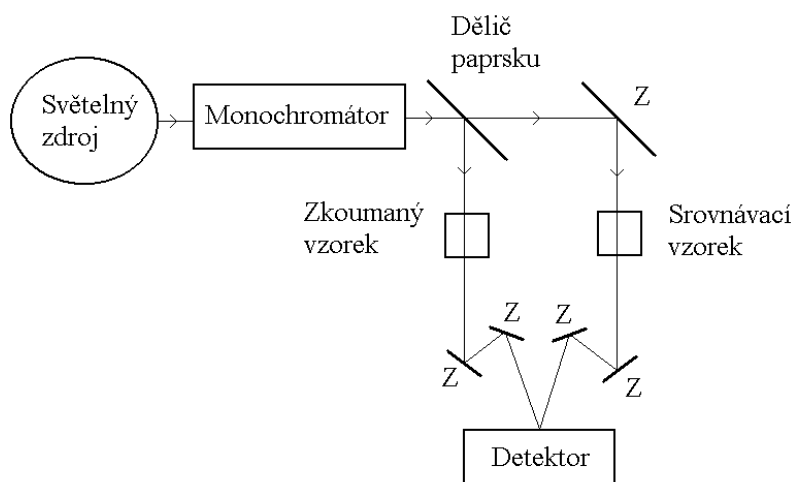 Dělič
paprsku
Z
Světelný
zdroj
Monochromátor
Zkoumaný
vzorek
Srovnávací
vzorek
Z
Z
Z
Z
Detektor